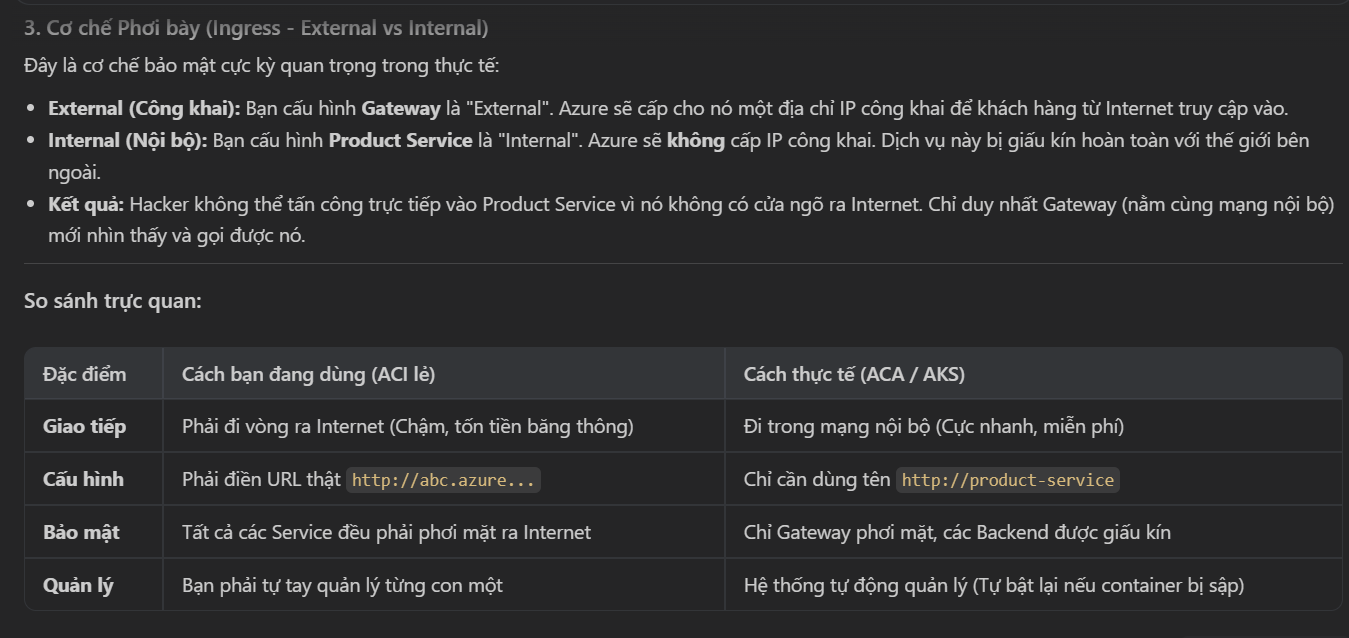 3. Cơ chế Phơi bày (Ingress - External vs Internal)
Đây là cơ chế bảo mật cực kỳ quan trọng trong thực tế:
• External (Công khai): Bạn cấu hình Gateway là "External". Azure sẽ cấp cho nó một địa chỉ IP công khai để khách hàng từ Internet truy cập vào.
• Internal (Nội bộ): Bạn cấu hình Product Service là "Internal". Azure sẽ không cấp IP công khai. Dịch vụ này bị giấu kín hoàn toàn với thế giới bên
ngoài.
• Kết quả: Hacker không thể tấn công trực tiếp vào Product Service vì nó không có cửa ngõ ra Internet. Chỉ duy nhất Gateway (nằm cùng mạng nội bộ)
mới nhìn thấy và gọi được nó.
So sánh trực quan:
Đặc điểm Cách bạn đang dùng (ACI lẻ) Cách thực tế (ACA / AKS)
Giao tiếp Phải đi vòng ra Internet (Chậm, tốn tiền băng thông) Đi trong mạng nội bộ (Cực nhanh, miễn phí)
Cấu hình Phải điền URL thật http://abc.azure... Chỉ cần dùng tên http://product-service
Bảo mật Tất cả các Service đều phải phơi mặt ra Internet Chỉ Gateway phơi mặt, các Backend được giấu kín
Quản lý Bạn phải tự tay quản lý từng con một Hệ thống tự động quản lý (Tự bật lại nếu container bị sập)